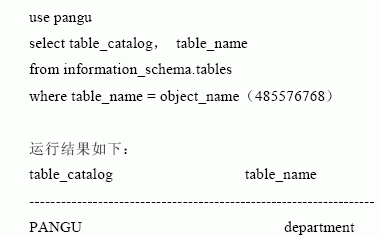 use pangu
select table_catalog， table_name
from information_schema.tables
where table_name = object_name（485576768）
运行结果如下：
table_catalog table_name
--------------------------------------------------------------------
PANGU department